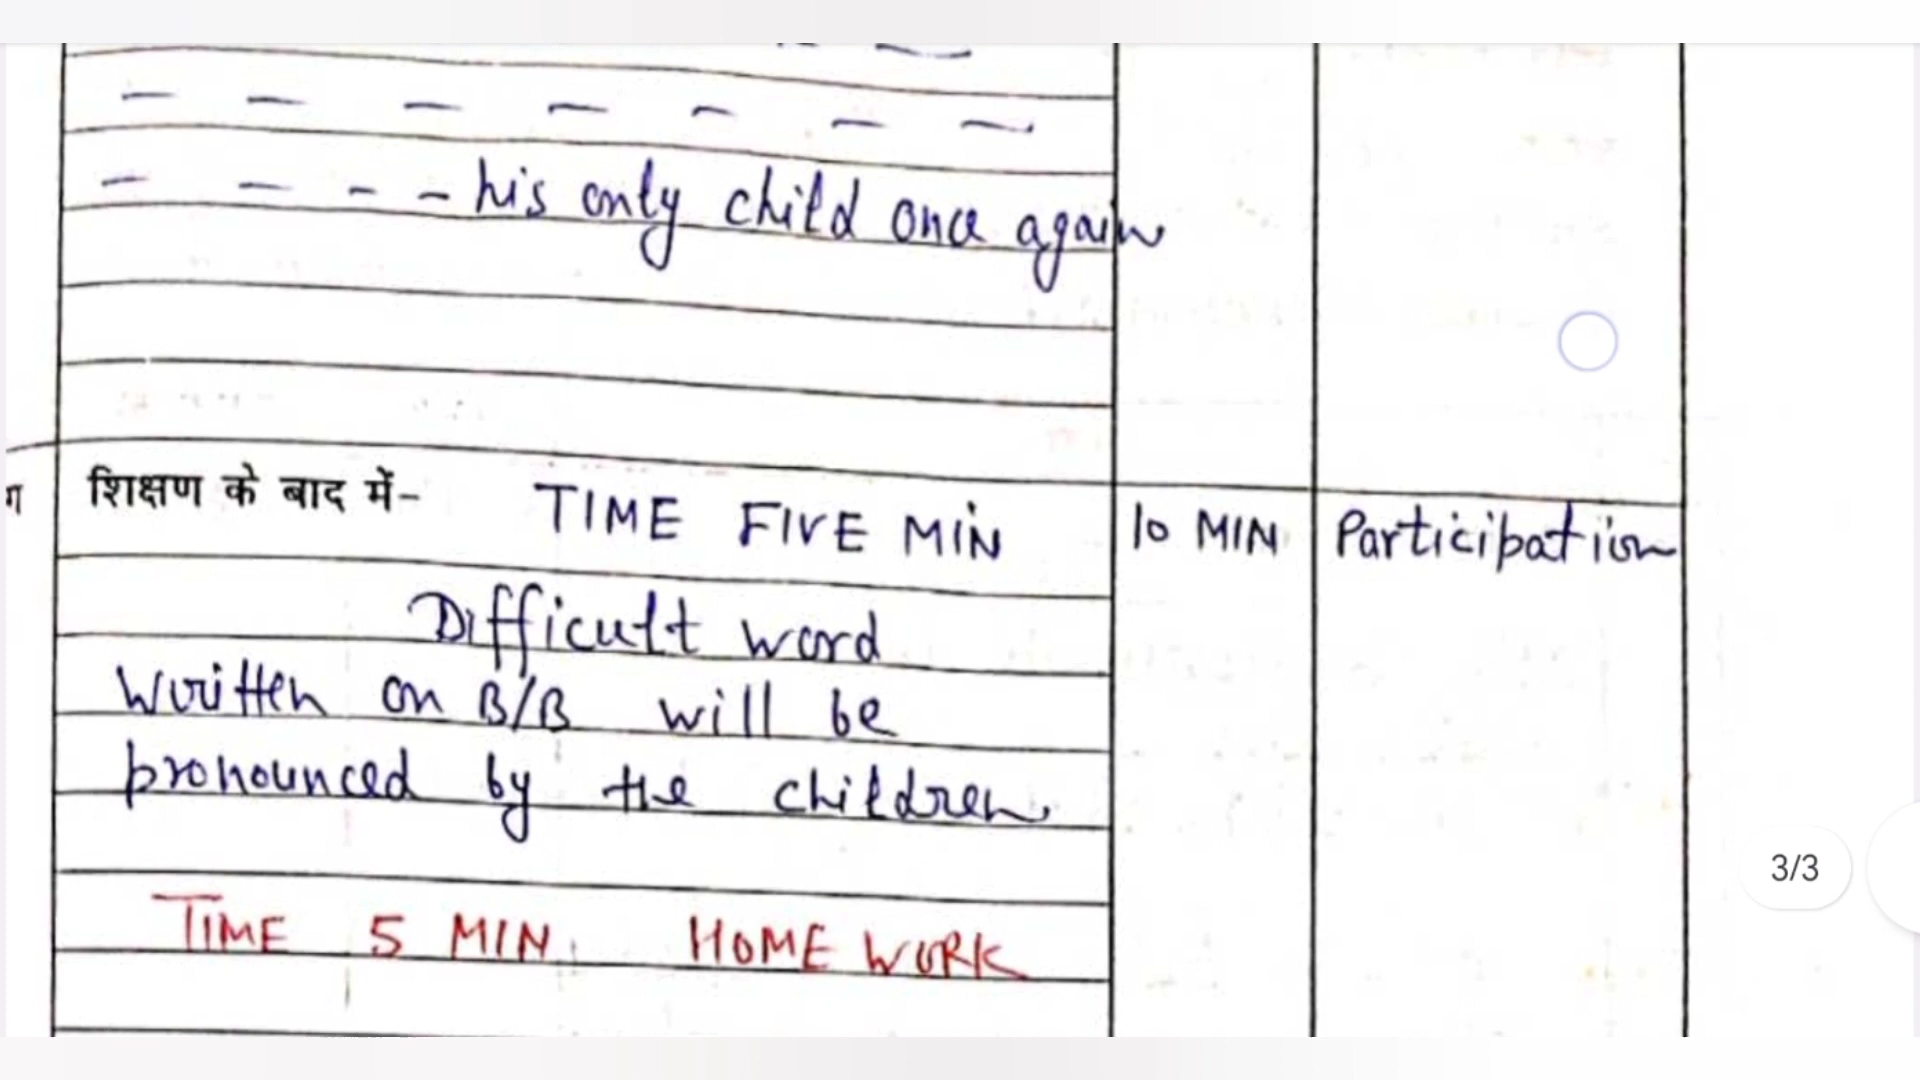 — — — — — — —
— — - - his only child once again
शिक्षण के बाद में- TIME FIVE MIN 10 MIN Participation
Difficult word
written on B/B will be
pronounced by the children
TIME 5 MIN HOME WORK
3/3